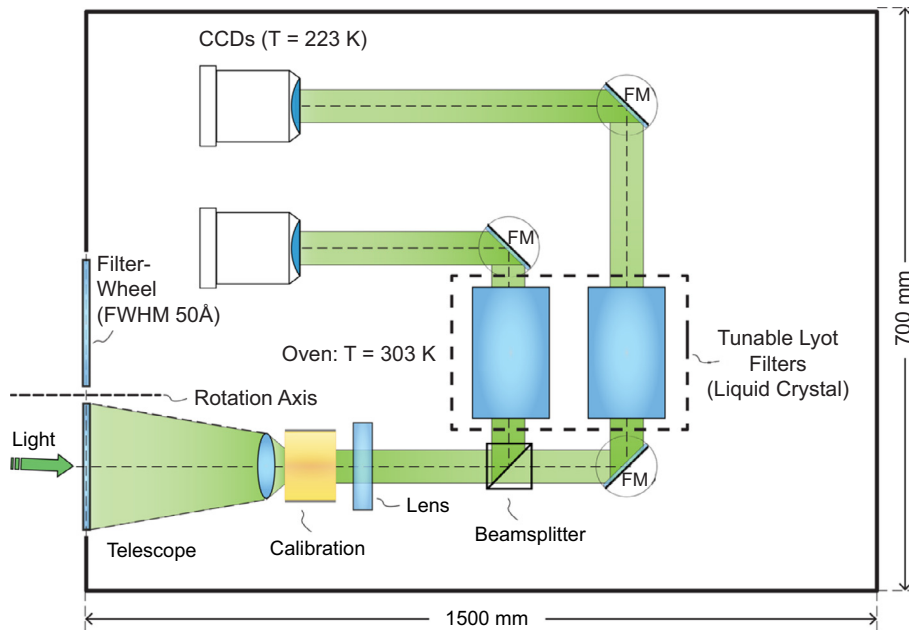 CCDs (T = 223 K)
FM
FM
Filter-
Wheel
(FWHM 50Å)
Oven: T = 303 K
Tunable Lyot
Filters
(Liquid Crystal)
700 mm
Rotation Axis
Light
FM
Lens
Beamsplitter
Telescope
Calibration
1500 mm